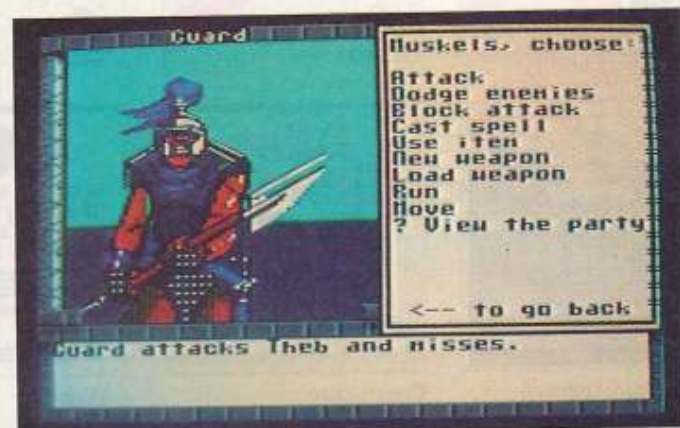 Guard
Muskels, choose:
Attack
Dodge enemies
Block attack
Cast spell
Use item
New weapon
Load weapon
Run
Move
? View the party
<-- to go back
Guard attacks Theb and misses.